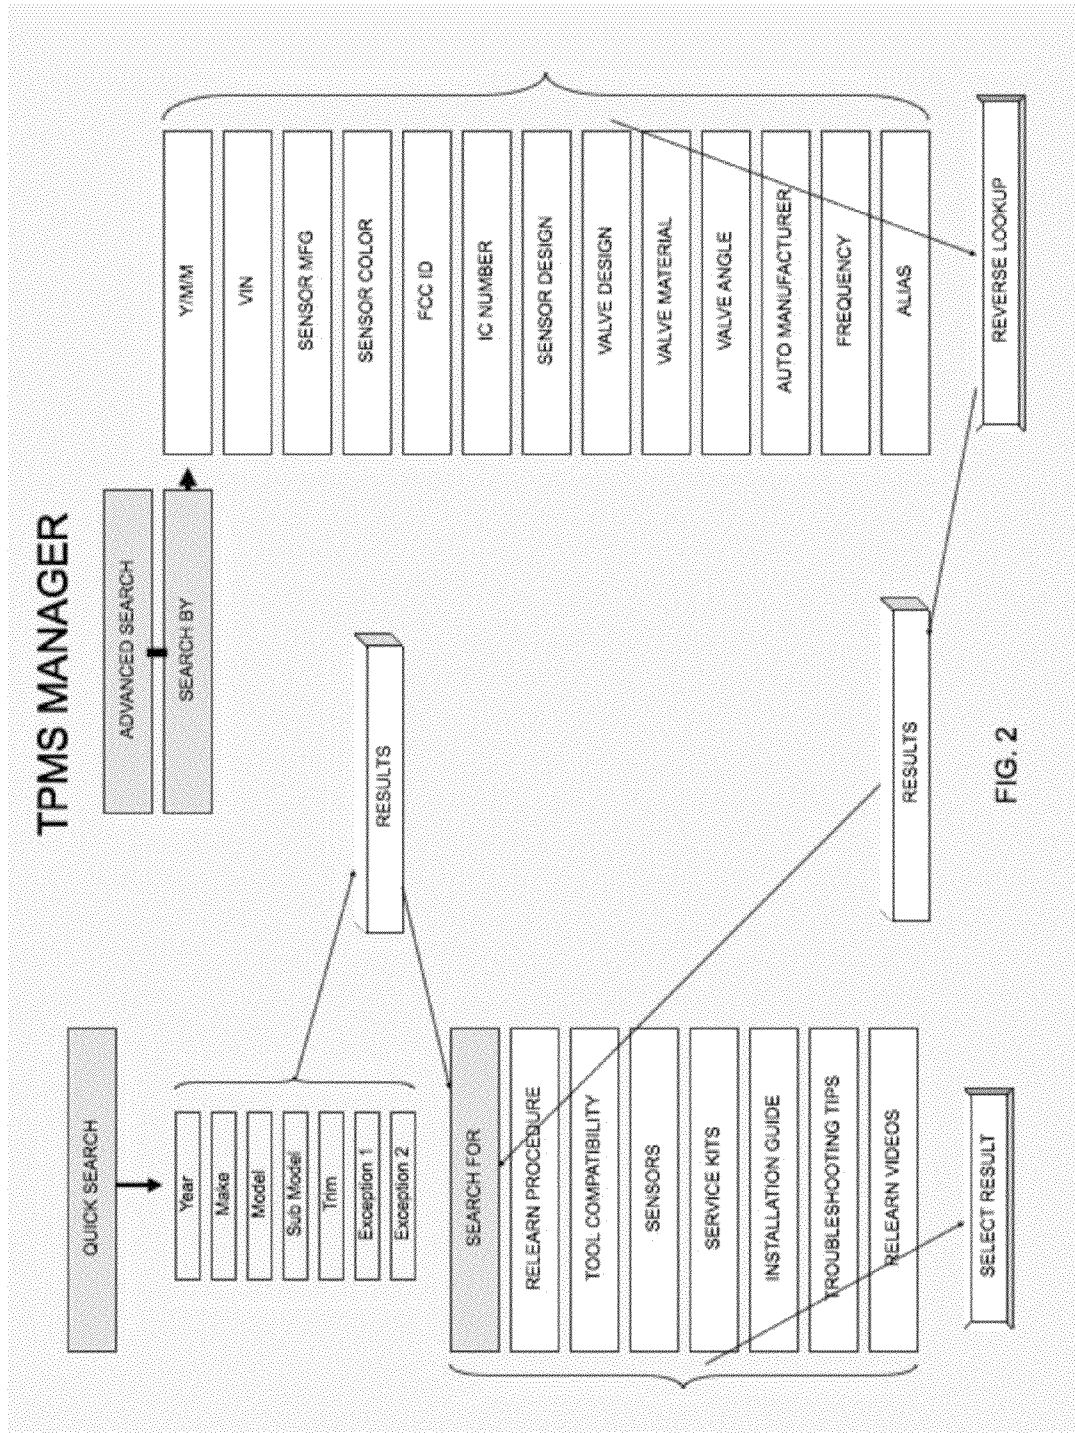 TPMS MANAGER
QUICK SEARCH
Year
Make
Model
Sub Model
Trim
Exception 1
Exception 2
RESULTS
SEARCH FOR
RELEARN PROCEDURE
TOOL COMPATIBILITY
SENSORS
SERVICE KITS
INSTALLATION GUIDE
TROUBLESHOOTING TIPS
RELEARN VIDEOS
SELECT RESULT
ADVANCED SEARCH
SEARCH BY
Y/M/M
VIN
SENSOR MFG
SENSOR COLOR
FCC ID
IC NUMBER
SENSOR DESIGN
VALVE DESIGN
VALVE MATERIAL
VALVE ANGLE
AUTO MANUFACTURER
FREQUENCY
ALIAS
REVERSE LOOKUP
RESULTS
FIG. 2